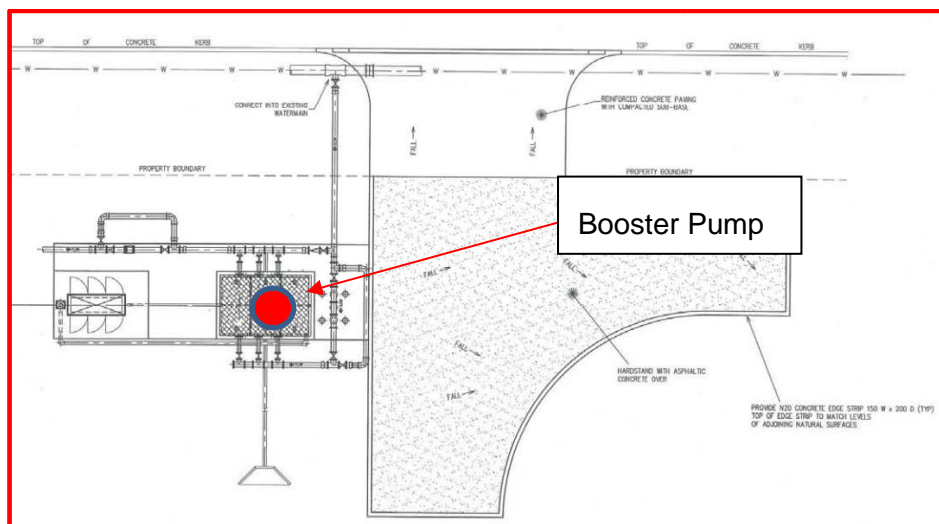 TOP OF CONCRETE KERB
TOP OF CONCRETE KERB
W W W W W W W W W W
CONNECT INTO EXISTING
WATERMAIN
REINFORCED CONCRETE PAVING
WITH COMPACTED SUB-BASE
FALL
FALL
PROPERTY BOUNDARY
PROPERTY BOUNDARY
Booster Pump
FALL
FALL
FALL
FALL
FALL
HARDSTAND WITH ASPHALTIC
CONCRETE OVER
PROVIDE N20 CONCRETE EDGE STRIP 150 W x 200 D (TYP)
TOP OF EDGE STRIP TO MATCH LEVELS
OF ADJOINING NATURAL SURFACES